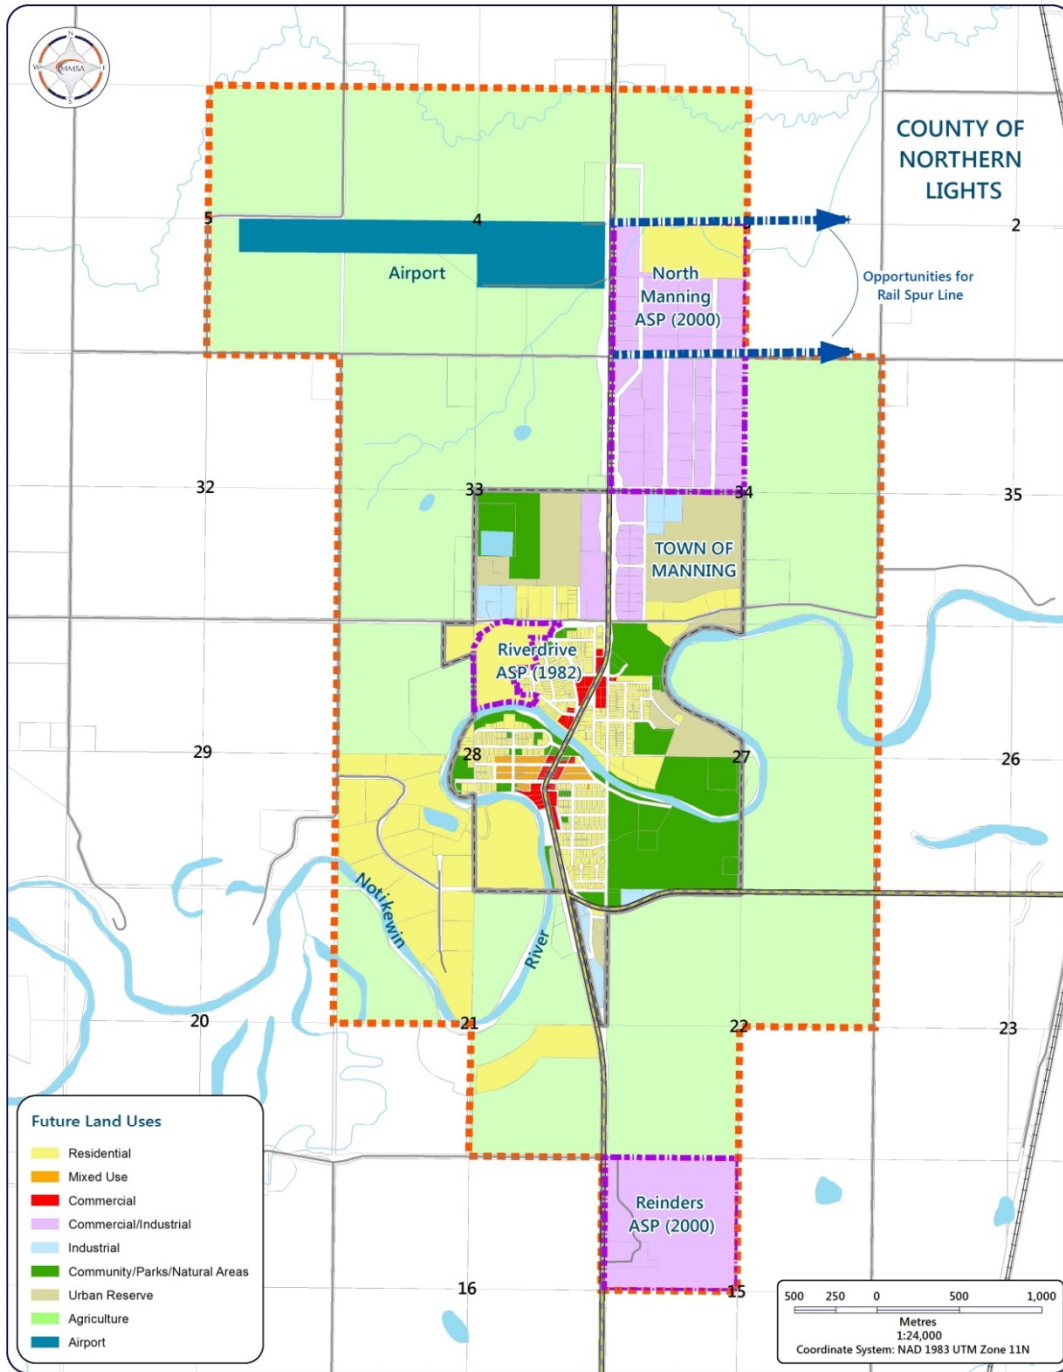 N
W
MMSA
E
S
COUNTY OF
NORTHERN
LIGHTS
5
4
2
Airport
North
Manning
ASP (2000)
Opportunities for
Rail Spur Line
32
33
34
35
TOWN OF
MANNING
Riverdrive
ASP (1982)
29
28
27
26
Notikewin
River
20
21
22
23
Reinders
ASP (2000)
16
15
Future Land Uses
Residential
Mixed Use
Commercial
Commercial/Industrial
Industrial
Community/Parks/Natural Areas
Urban Reserve
Agriculture
Airport
500 250 0 500 1,000
Metres
1:24,000
Coordinate System: NAD 1983 UTM Zone 11N